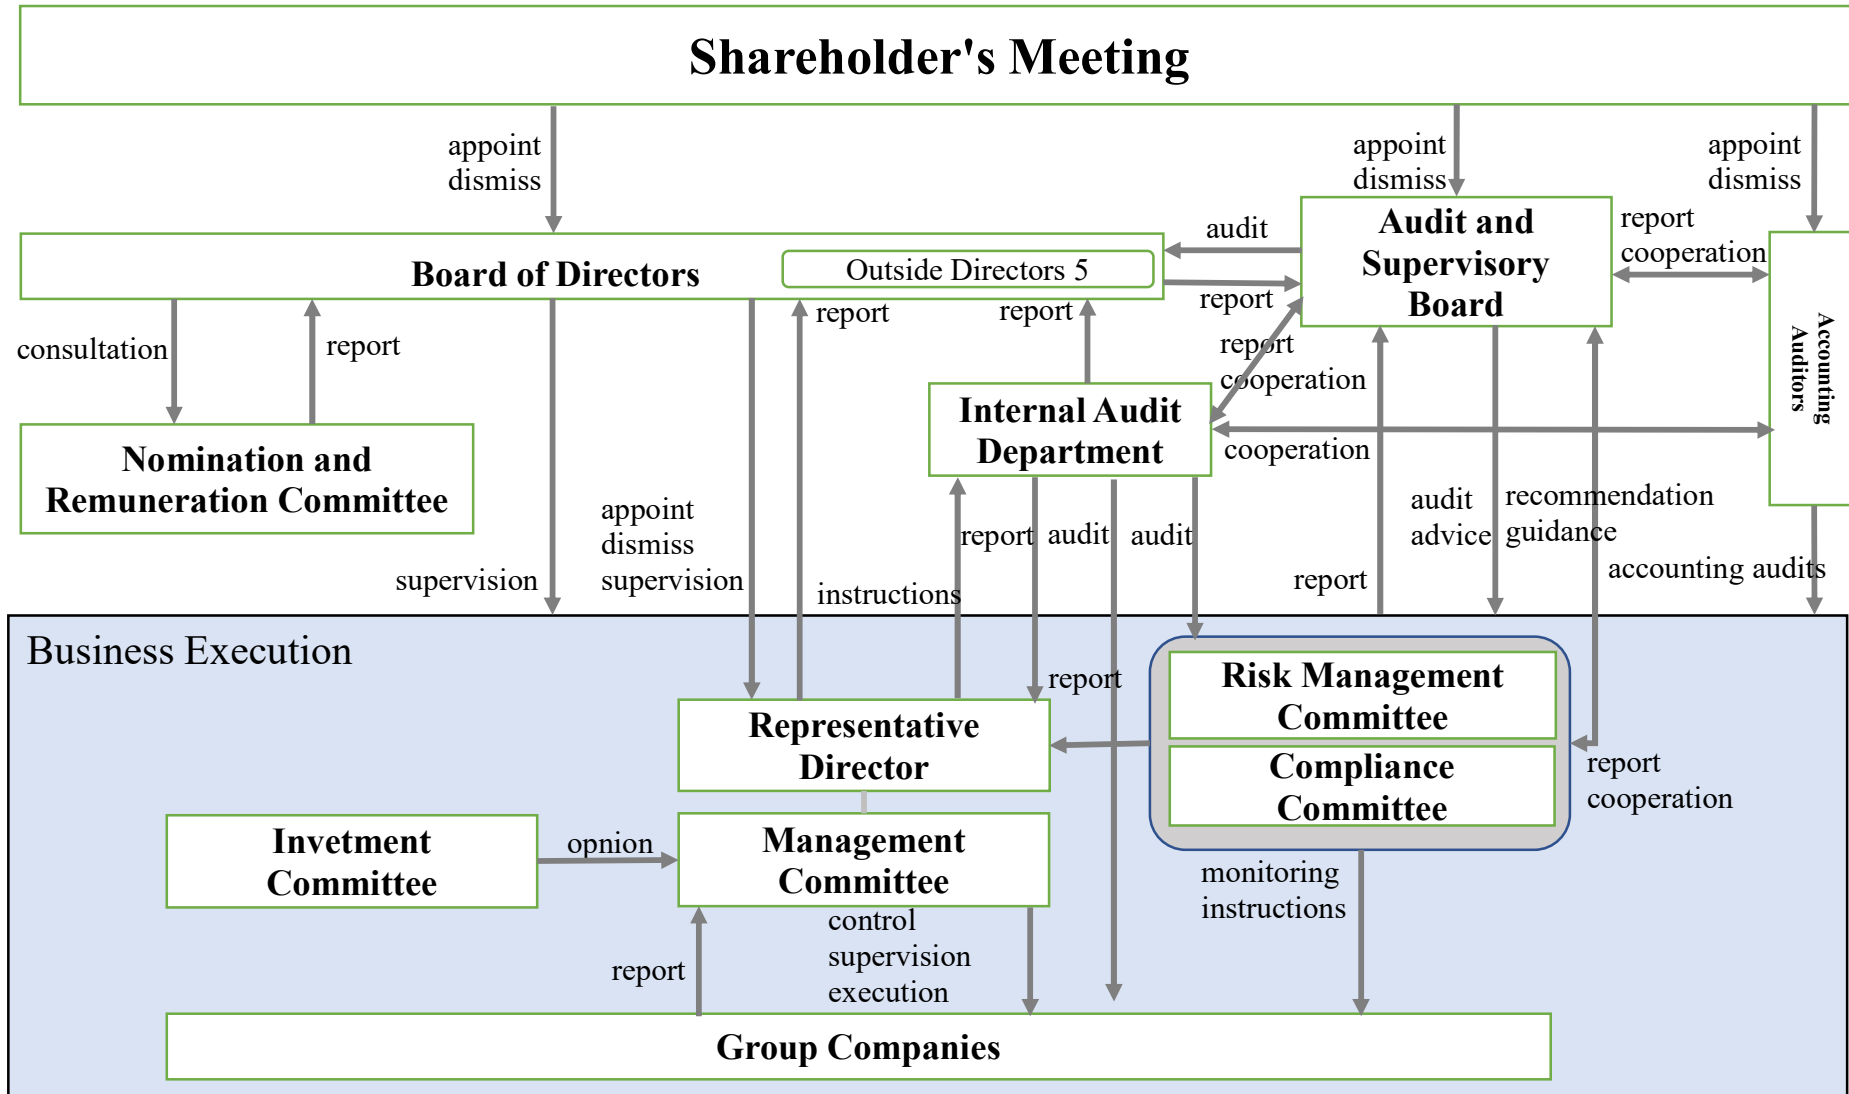 Shareholder's Meeting
appoint
dismiss
appoint
dismiss
appoint
dismiss
Board of Directors
Outside Directors 5
audit
report
Audit and
Supervisory
Board
report
cooperation
Accounting
Auditors
consultation
report
report
report
report
cooperation
Internal Audit
Department
cooperation
Nomination and
Remuneration Committee
supervision
appoint
dismiss
supervision
instructions
report
audit
audit
report
audit
advice
recommendation
guidance
accounting audits
Business Execution
report
Representative
Director
Risk Management
Committee
Compliance
Committee
report
cooperation
Invetment
Committee
opnion
Management
Committee
monitoring
instructions
report
control
supervision
execution
Group Companies